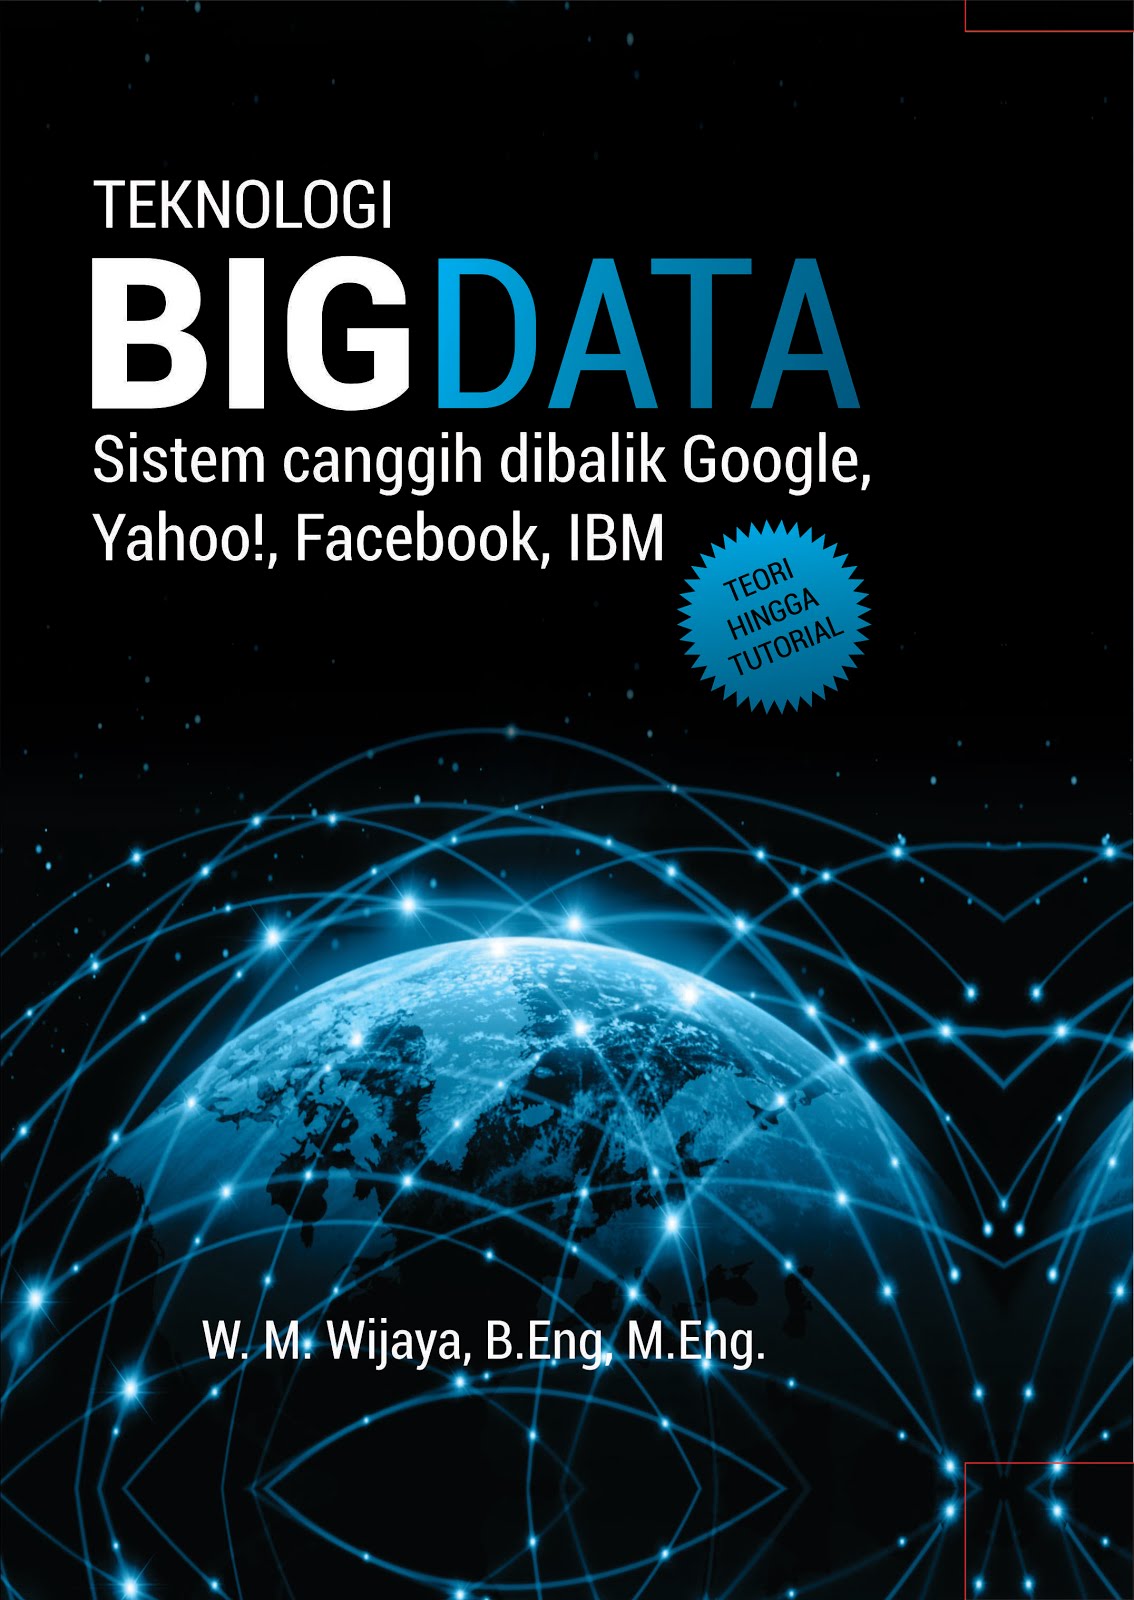 TEKNOLOGI
BIGDATA
Sistem canggih dibalik Google,
Yahoo!, Facebook, IBM
TEORI
HINGGA
TUTORIAL
W. M. Wijaya, B.Eng, M.Eng.